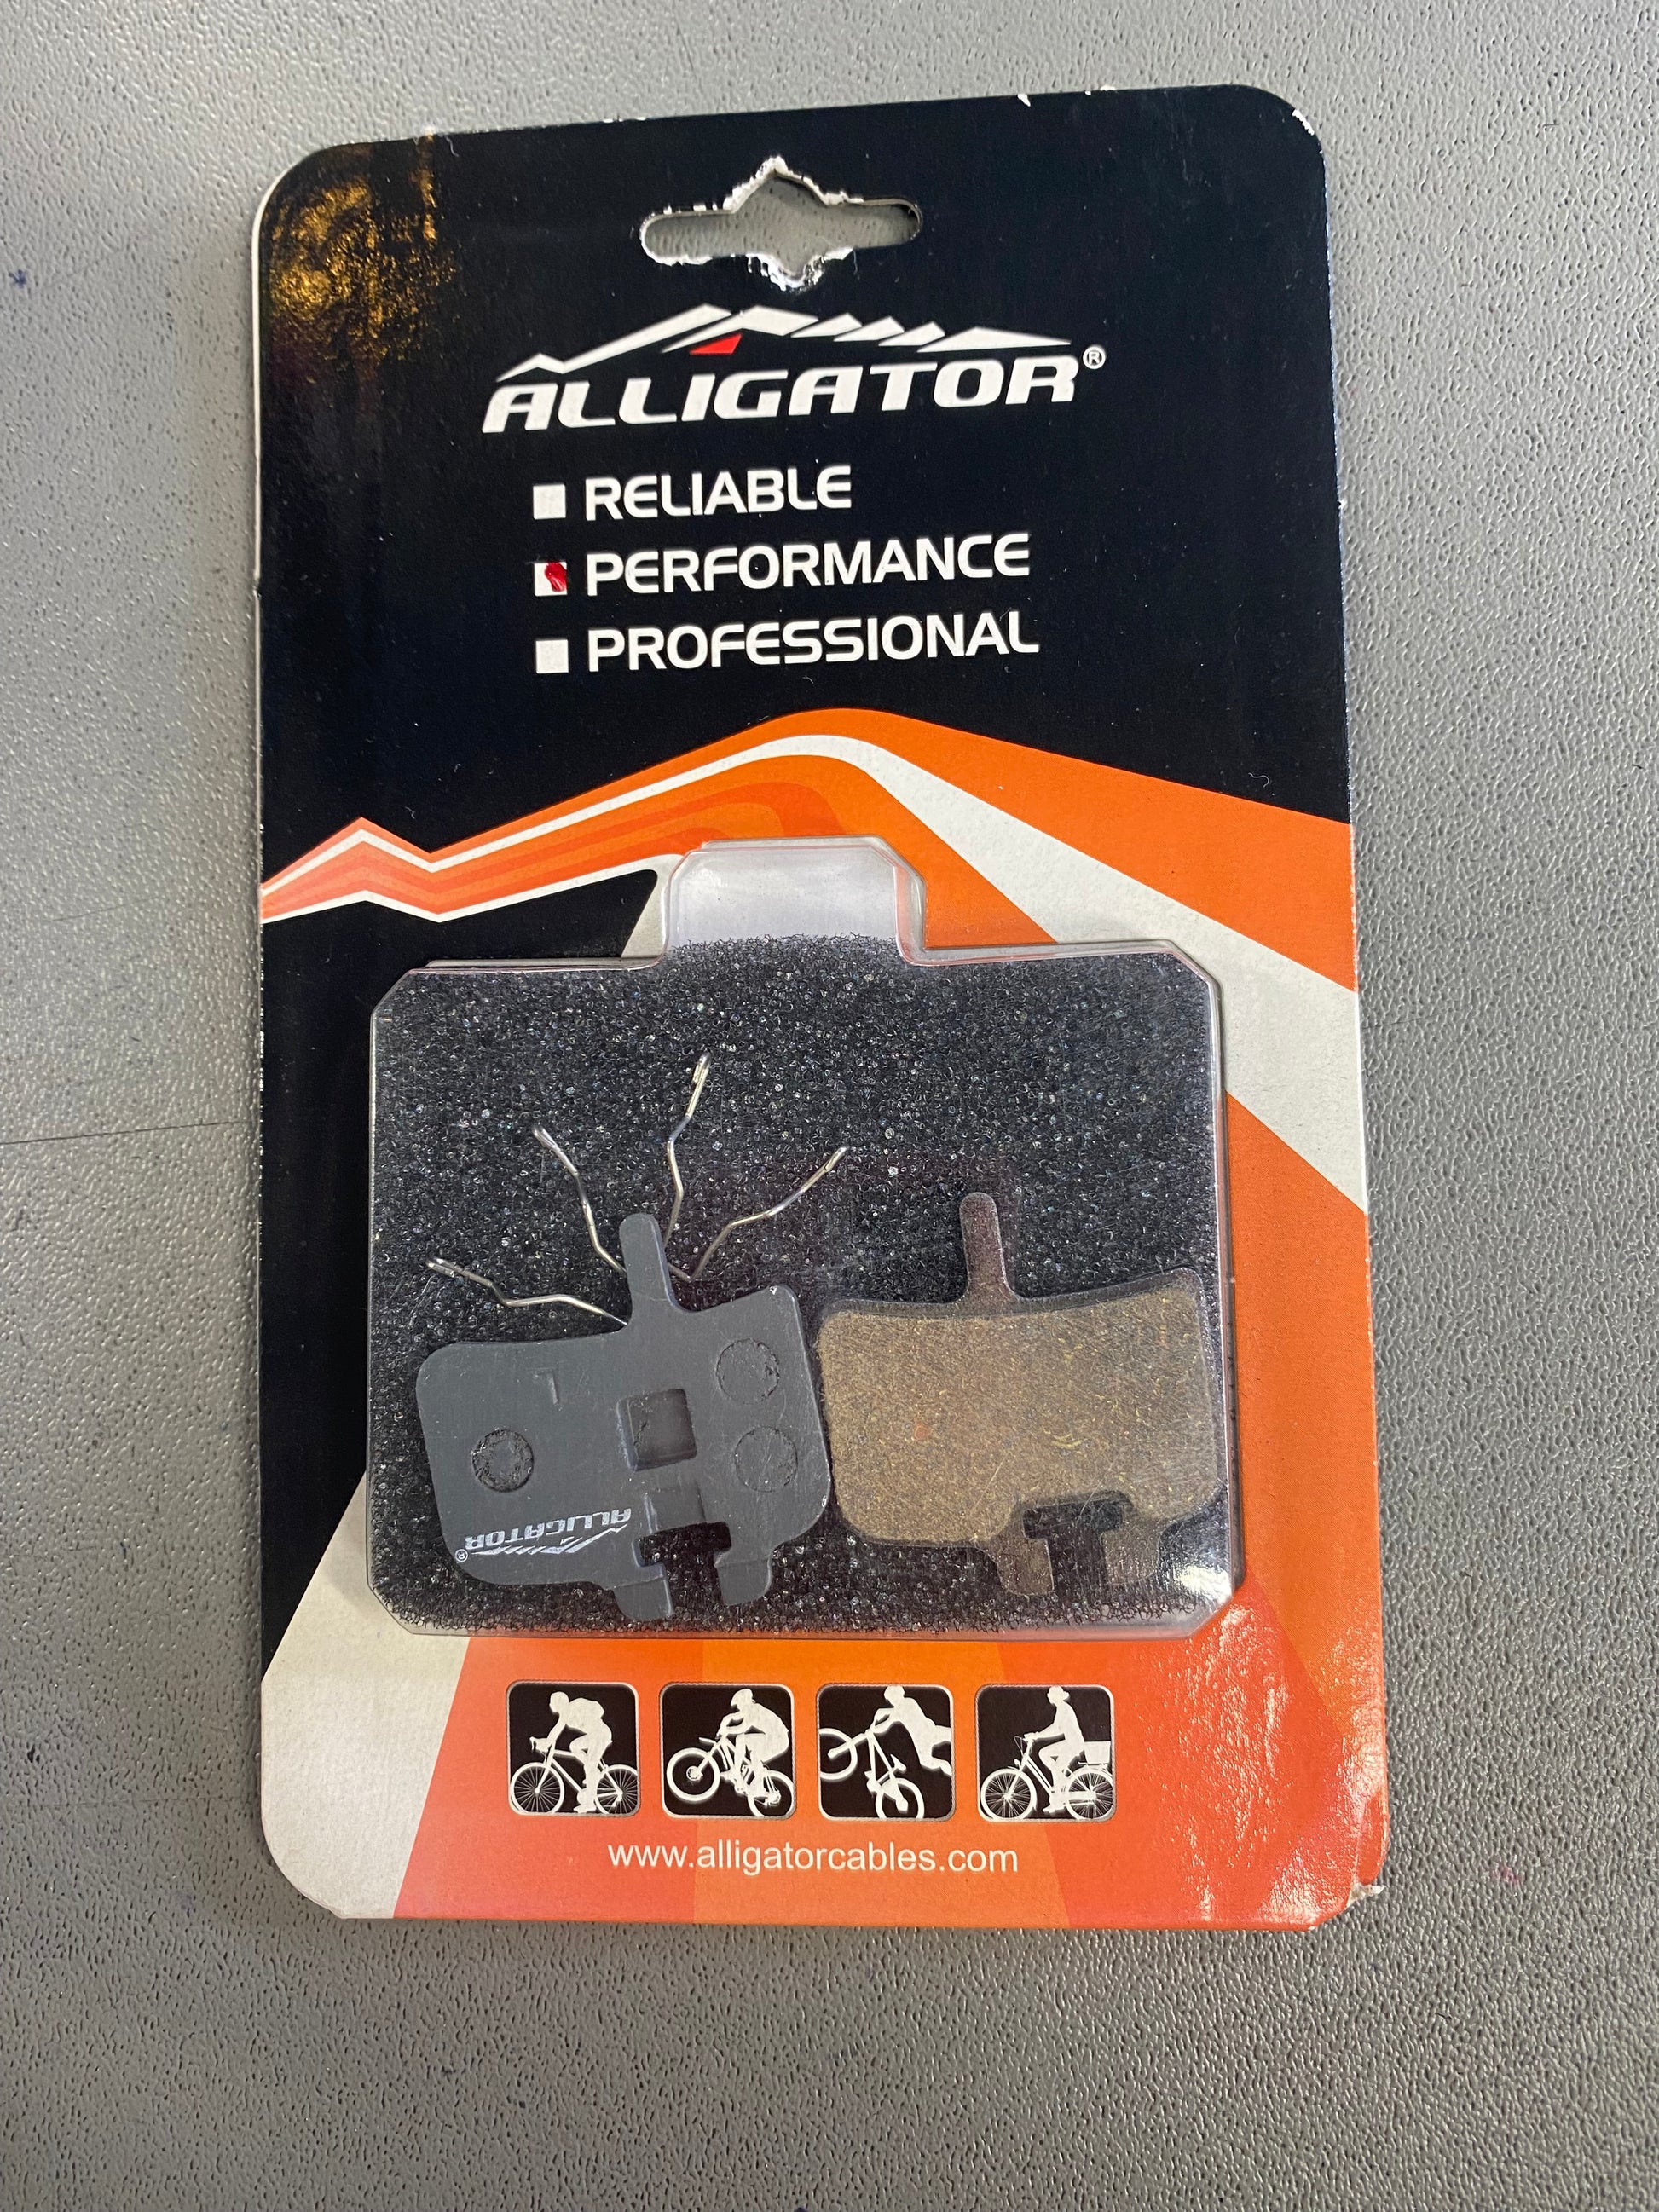 ALLIGATOR®
RELIABLE
PERFORMANCE
PROFESSIONAL
L
ALLIGATOR®
www.alligatorcables.com